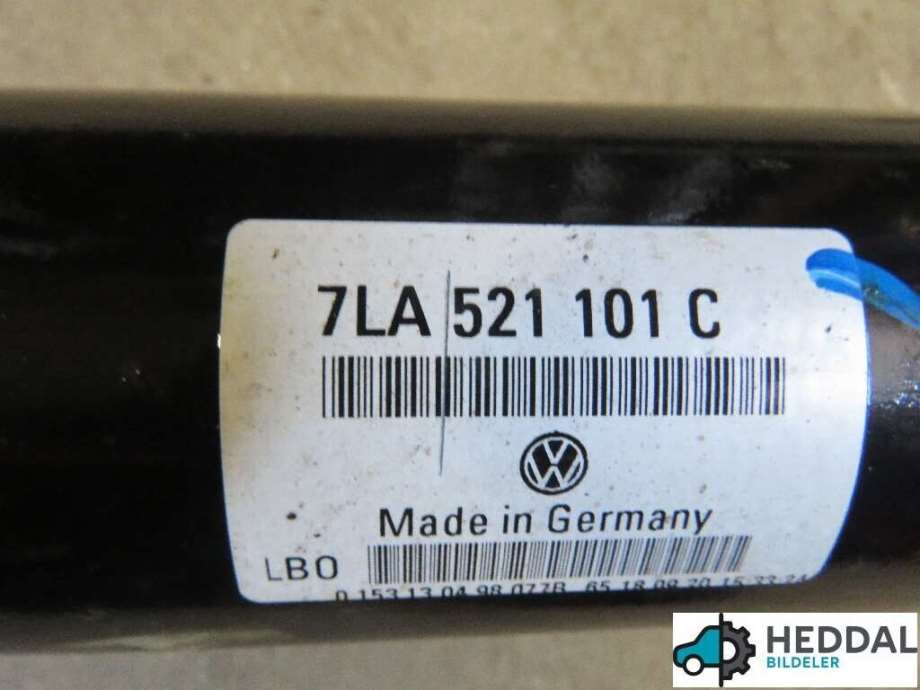 7LA 521 101 C
Made in Germany
LBO
HEDDAL
BILDELER